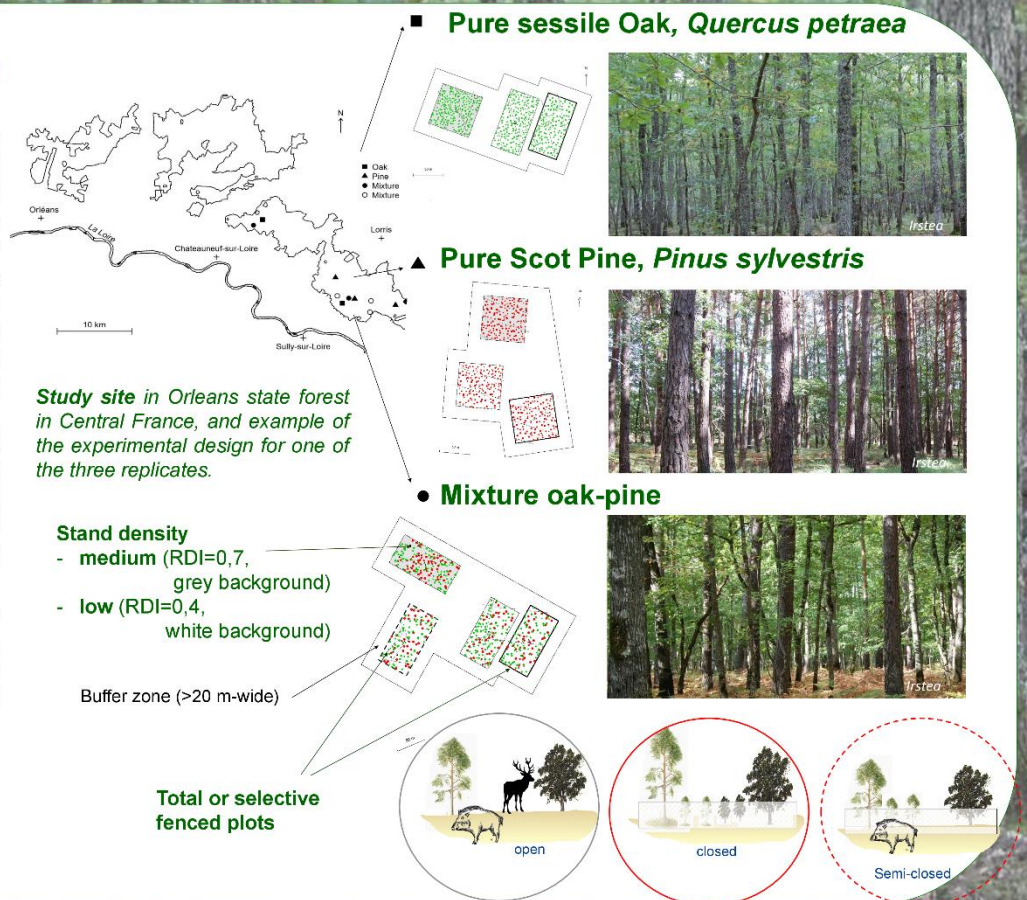 Pure sessile Oak, Quercus petraea
N
Oak
Pine
Mixture
Mixture
Orléans
La Loire
Chateauneuf-sur-Loire
Lorris
10 km
Sully-sur-Loire
Irstea
Pure Scot Pine, Pinus sylvestris
Irstea
Study site in Orleans state forest
in Central France, and example of
the experimental design for one of
the three replicates.
Mixture oak-pine
Stand density
- medium (RDI=0,7,
grey background)
- low (RDI=0,4,
white background)
Buffer zone (>20 m-wide)
Irstea
Total or selective
fenced plots
open
closed
Semi-closed